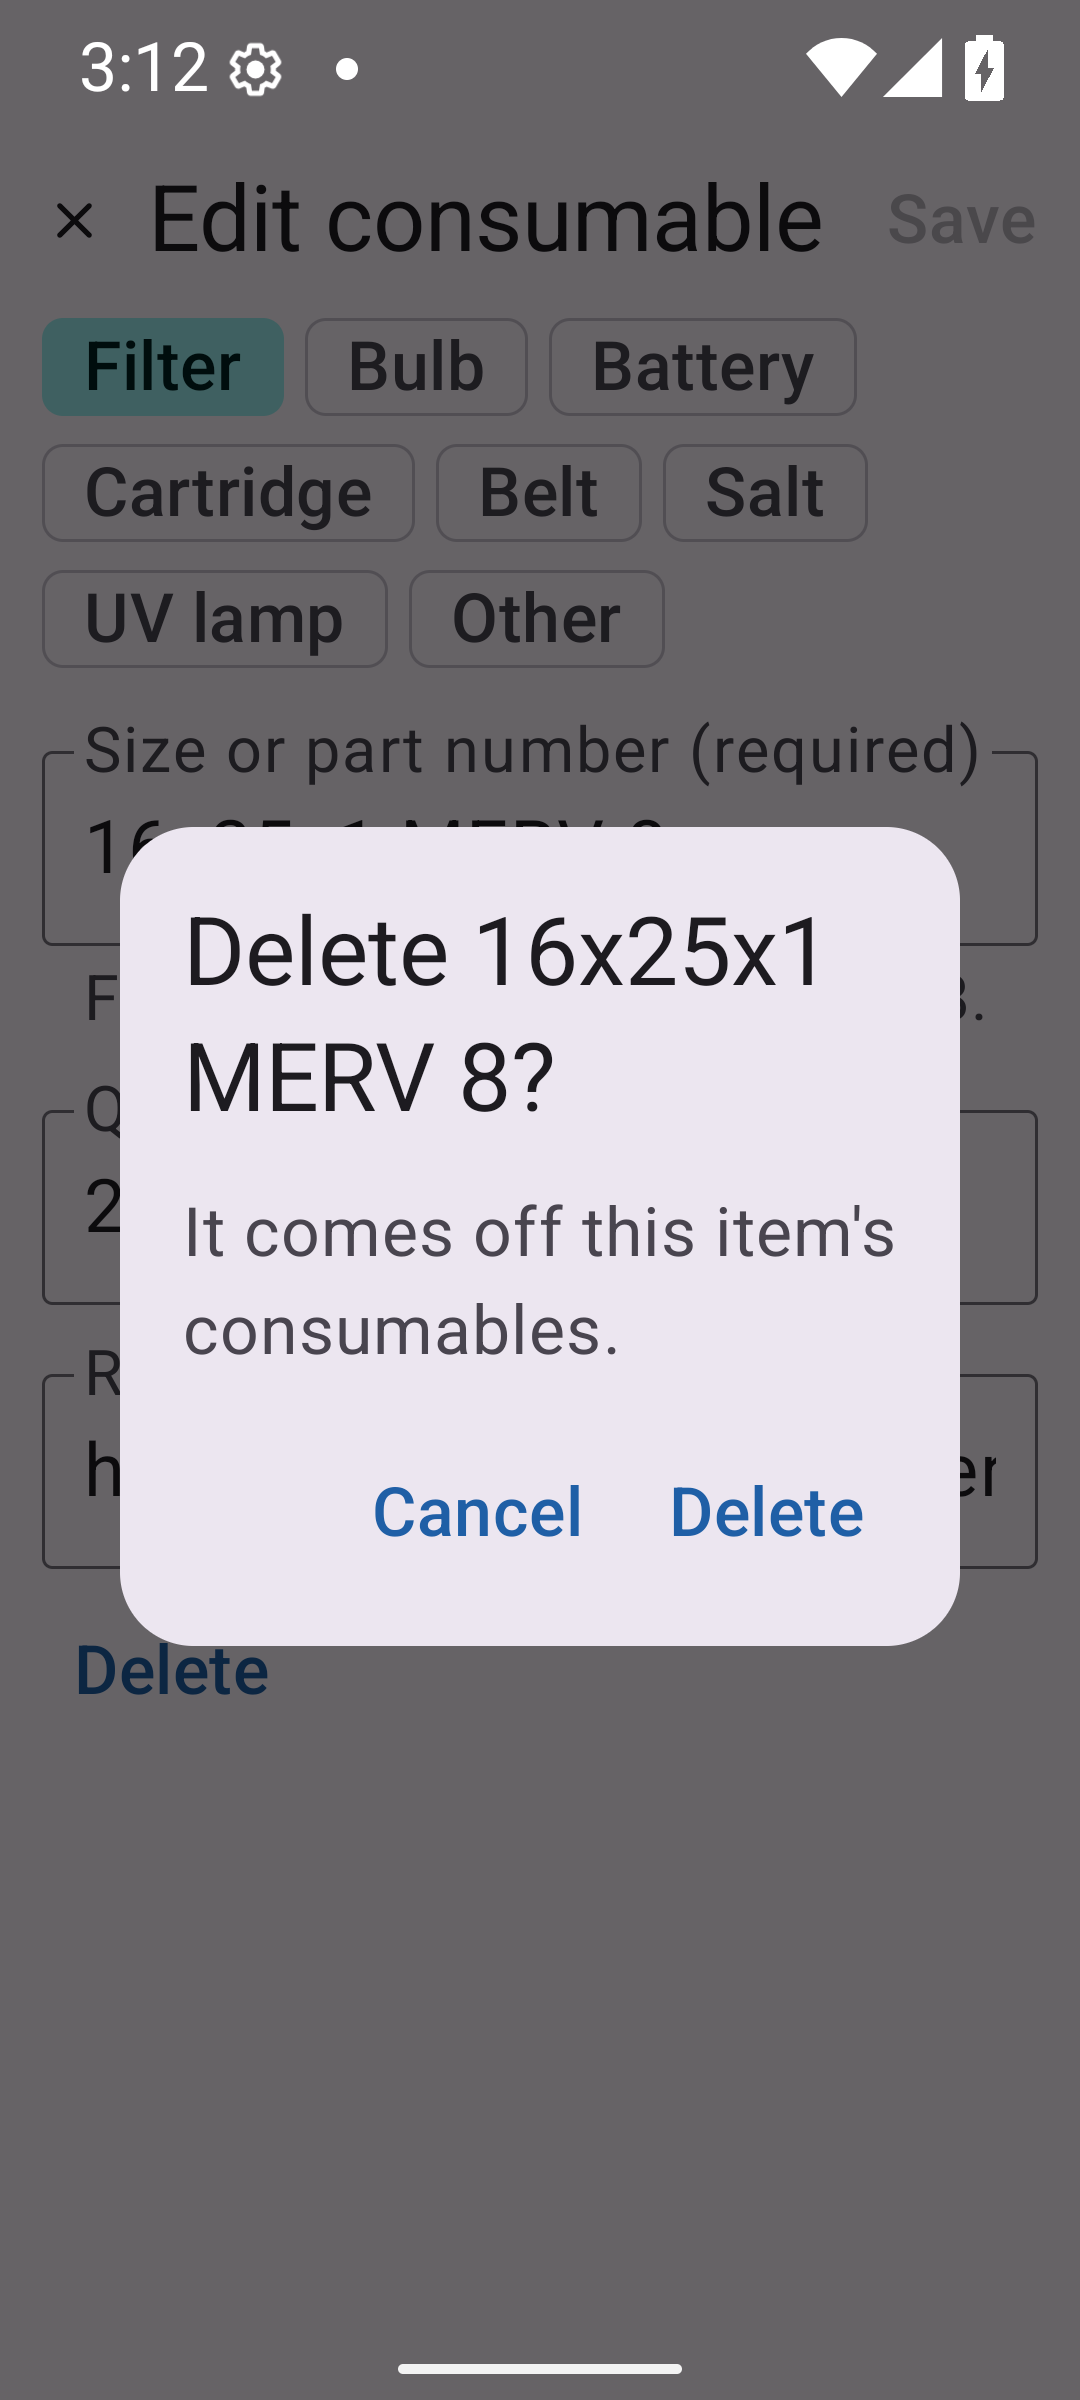 3:12
Edit consumable
Save
Filter
Bulb
Battery
Cartridge
Belt
Salt
UV lamp
Other
Size or part number (required)
Delete 16x25x1
MERV 8?
It comes off this item's
consumables.
Cancel
Delete
Delete